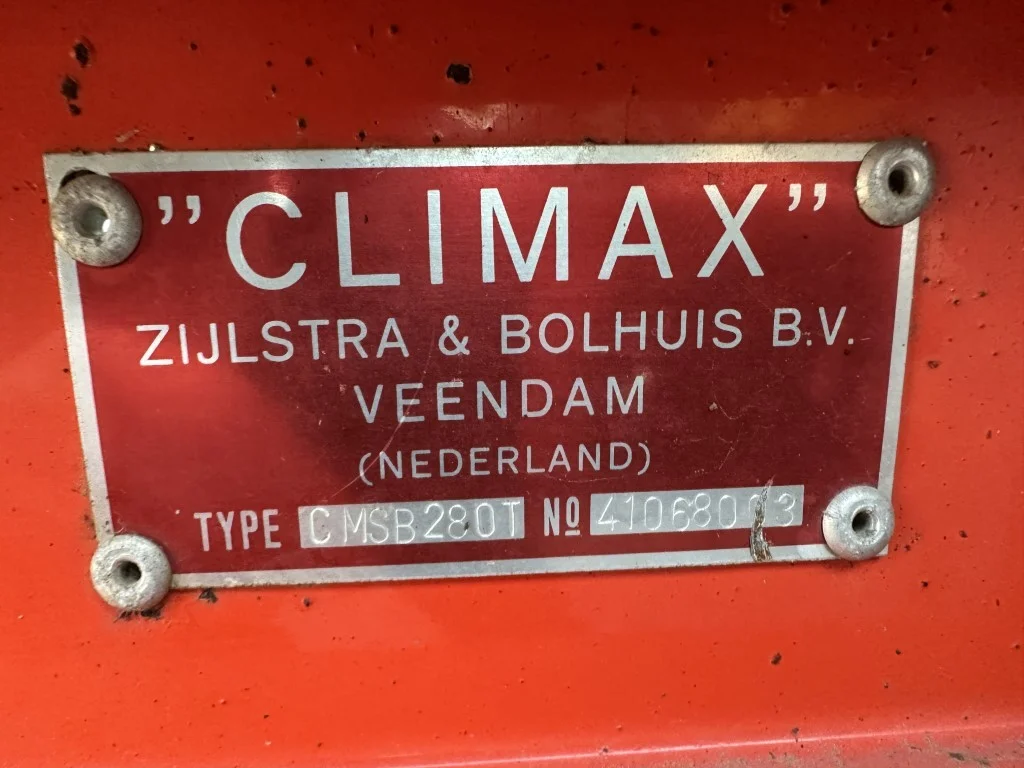 "CLIMAX"
ZIJLSTRA & BOLHUIS B.V.
VEENDAM
(NEDERLAND)
TYPE CMSB280T Nº